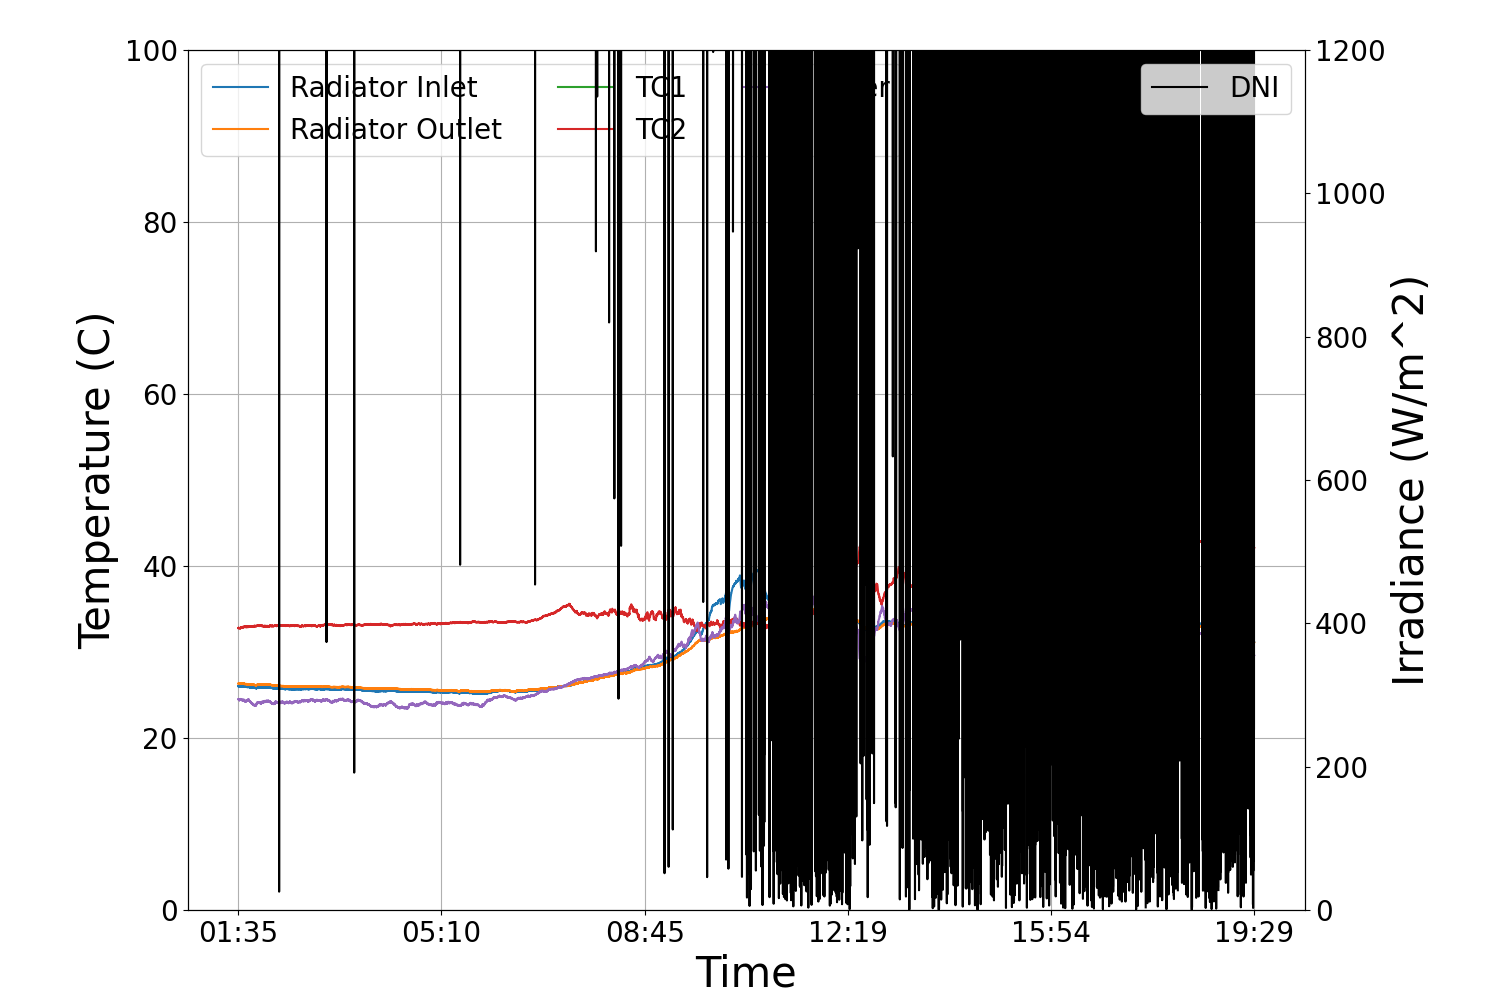 100
80
60
40
20
0
Temperature (C)
Radiator Inlet
Radiator Outlet
TC1
TC2
DNI
1200
1000
800
600
400
200
0
Irradiance (W/m^2)
01:35 05:10 08:45 12:19 15:54 19:29
Time